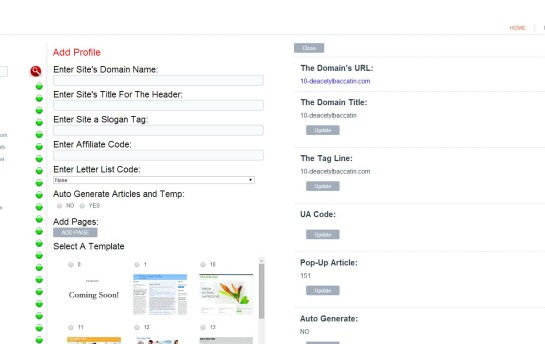 HOME
Add Profile
Enter Site's Domain Name:
Enter Site's Title For The Header:
Enter Site a Slogan Tag:
Enter Affiliate Code:
Enter Letter List Code:
None
Auto Generate Articles and Temp:
NO YES
Add Pages:
ADD PAGE
Select A Template
0 1 10
Coming Soon!
11 12 13
Close
The Domain's URL:
10-deacetylbaccatin.com
The Domain Title:
10-deacetylbaccatin
Update
The Tag Line:
10-deacetylbaccatin.com
Update
UA Code:
Update
Pop-Up Article:
151
Update
Auto Generate:
NO